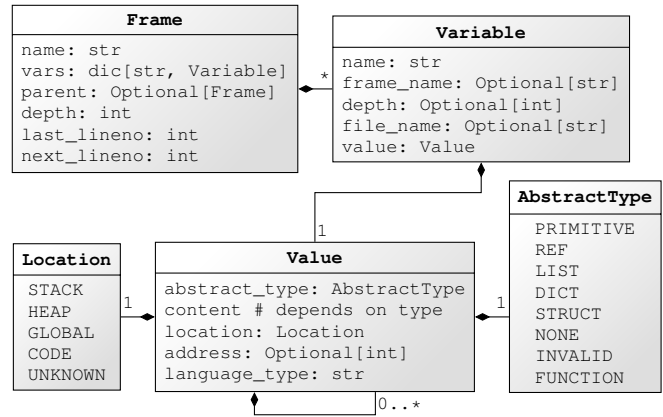 Frame
name: str
vars: dic[str, Variable]
parent: Optional[Frame]
depth: int
last_lineno: int
next_lineno: int
*
Variable
name: str
frame_name: Optional[str]
depth: Optional[int]
file_name: Optional[str]
value: Value
1
Location
STACK
HEAP
GLOBAL
CODE
UNKNOWN
1
Value
abstract_type: AbstractType
content # depends on type
location: Location
address: Optional[int]
language_type: str
0..*
1
AbstractType
PRIMITIVE
REF
LIST
DICT
STRUCT
NONE
INVALID
FUNCTION